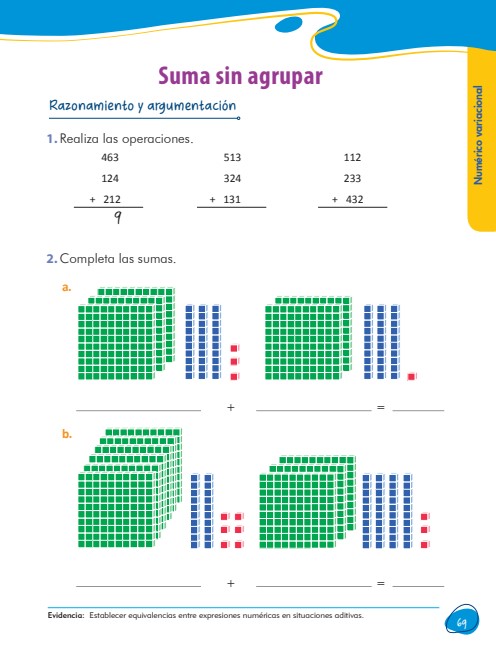 Suma sin agrupar
Razonamiento y argumentación
Numérico variacional
1. Realiza las operaciones.
463 513 112
124 324 233
+ 212 + 131 + 432
9
2. Completa las sumas.
a.
+ =
b.
+ =
Evidencia: Establecer equivalencias entre expresiones numéricas en situaciones aditivas.
69